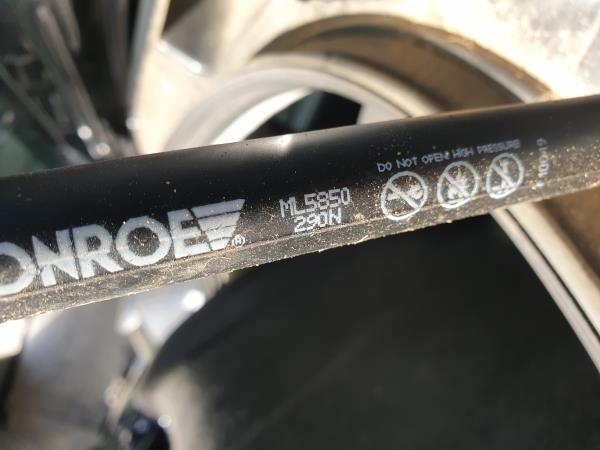 ONROE®
ML5850
290N
DO NOT OPEN! HIGH PRESSURE